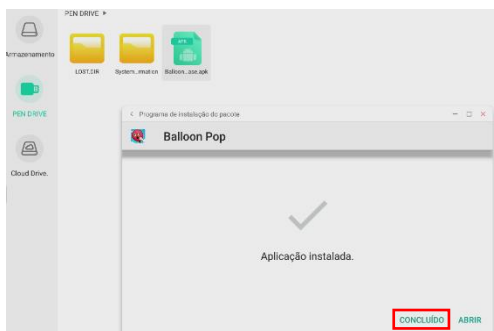 PEN DRIVE ▸
Armazenamento
LOST.DIR
System...rmation
Balloon...ase.apk
PEN DRIVE
Programa de instalação do pacote
Balloon Pop
Cloud Drive.
Aplicação instalada.
CONCLUÍDO ABRIR